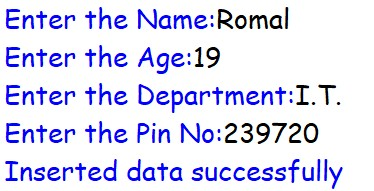 Enter the Name:Romal
Enter the Age:19
Enter the Department:I.T.
Enter the Pin No:239720
Inserted data successfully